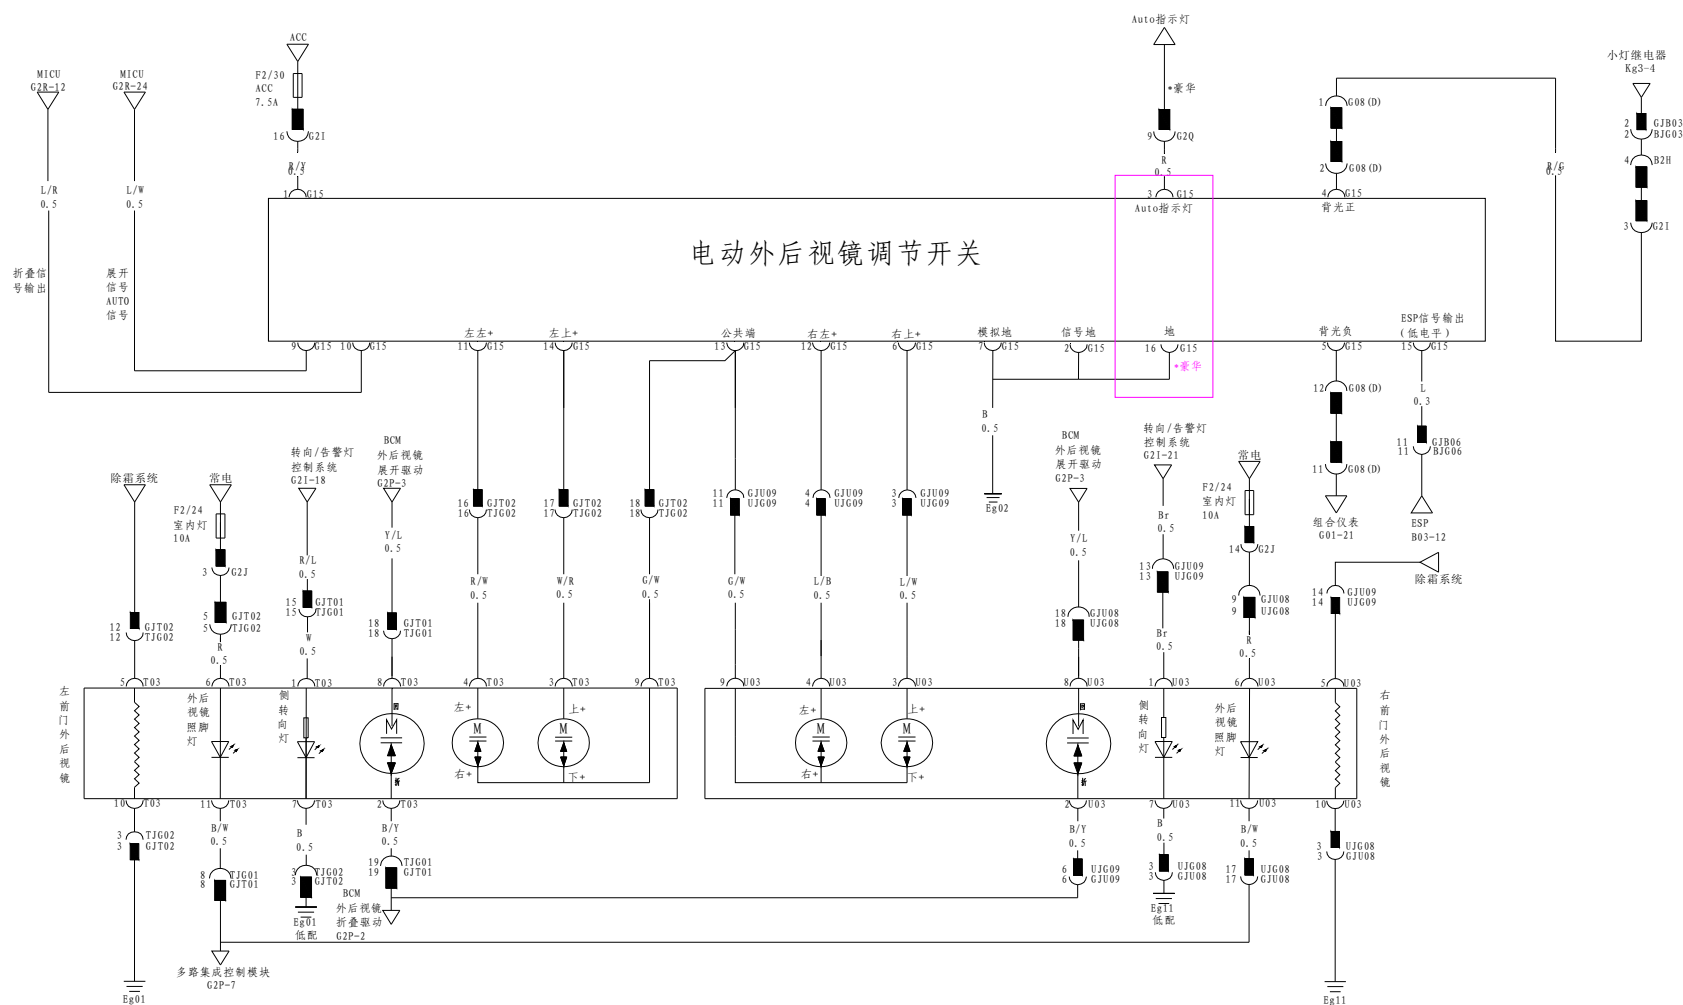 Auto指示灯
ACC
小灯继电器
Kg3-4
MICU
G2R-12
MICU
G2R-24
F2/30
ACC
7.5A
*豪华
16 G2I
9 G2Q
1 G08(D)
2 G08(D)
2 GJB03
2 BJG03
4 B2H
3 G2I
R/Y
0.5
R
0.5
R/G
0.5
L/R
0.5
L/W
0.5
1 G15
3 G15
4 G15
Auto指示灯
背光正
电动外后视镜调节开关
折叠信
号输出
展开
信号
AUTO
信号
左左+
左上+
公共端
右左+
右上+
模拟地
信号地
地
背光负
ESP信号输出
(低电平)
9 G15
10 G15
11 G15
14 G15
13 G15
12 G15
6 G15
7 G15
2 G15
16 G15
5 G15
15 G15
*豪华
12 G08(D)
11 G08(D)
L
0.3
B
0.5
11 GJB06
11 BJG06
除霜系统
常电
转向/告警灯
控制系统
G2I-18
BCM
外后视镜
展开驱动
G2P-3
BCM
外后视镜
展开驱动
G2P-3
转向/告警灯
控制系统
G2I-21
常电
F2/24
室内灯
10A
F2/24
室内灯
10A
16 GJT02
16 TJG02
17 GJT02
17 TJG02
18 GJT02
18 TJG02
11 GJU09
11 UJG09
4 GJU09
4 UJG09
3 GJU09
3 UJG09
Eg02
组合仪表
G01-21
ESP
B03-12
除霜系统
3 G2J
14 G2J
R/L
0.5
Y/L
0.5
R/W
0.5
W/R
0.5
G/W
0.5
G/W
0.5
L/B
0.5
L/W
0.5
Y/L
0.5
Br
0.5
13 GJU09
13 UJG09
12 GJT02
12 TJG02
5 GJT02
5 TJG02
15 GJT01
15 TJG01
18 GJT01
18 TJG01
18 GJU08
18 UJG08
9 GJU08
9 UJG08
14 GJU09
14 UJG09
R
0.5
W
0.5
Br
0.5
R
0.5
5 T03
6 T03
1 T03
8 T03
4 T03
3 T03
9 T03
9 U03
4 U03
3 U03
8 U03
1 U03
6 U03
5 U03
左前门外后视镜
外后
视镜
照脚
灯
侧转向灯
M
左+
M
右+
上+
M
下+
左+
M
右+
上+
M
下+
M
侧转向灯
外后
视镜
照脚
灯
右前门外后视镜
10 T03
11 T03
7 T03
2 T03
2 U03
7 U03
11 U03
10 U03
3 TJG02
3 GJT02
B/W
0.5
B
0.5
B/Y
0.5
B/Y
0.5
B
0.5
B/W
0.5
8 TJG01
8 GJT01
3 TJG02
3 GJT02
19 TJG01
19 GJT01
6 UJG09
6 GJU09
3 UJG08
3 GJU08
17 UJG08
17 GJU08
3 UJG08
3 GJU08
BCM
外后视镜
折叠驱动
G2P-2
Eg01
低配
Eg11
低配
多路集成控制模块
G2P-7
Eg01
Eg11